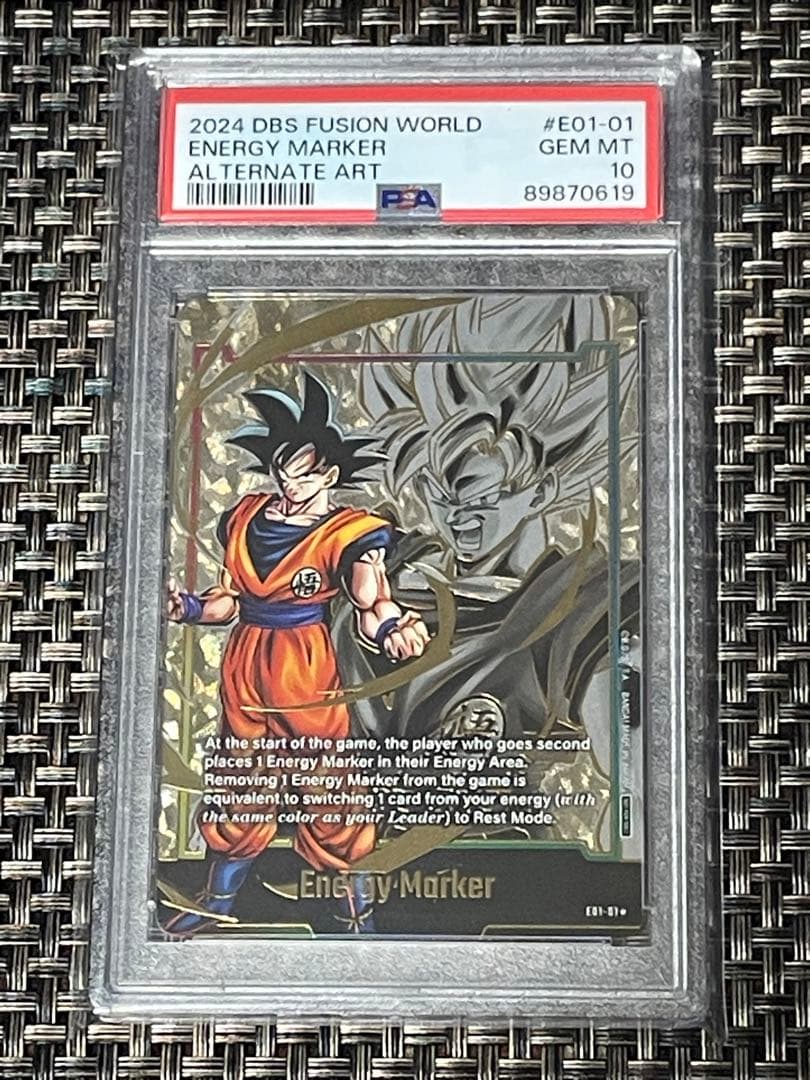 2024 DBS FUSION WORLD #E01-01
ENERGY MARKER GEM MT
ALTERNATE ART 10
PSA 89870619
悟
悟
At the start of the game, the player who goes second
places 1 Energy Marker in their Energy Area.
Removing 1 Energy Marker from the game is
equivalent to switching 1 card from your energy (with
the same color as your Leader) to Rest Mode.
Energy Marker
E01-01★